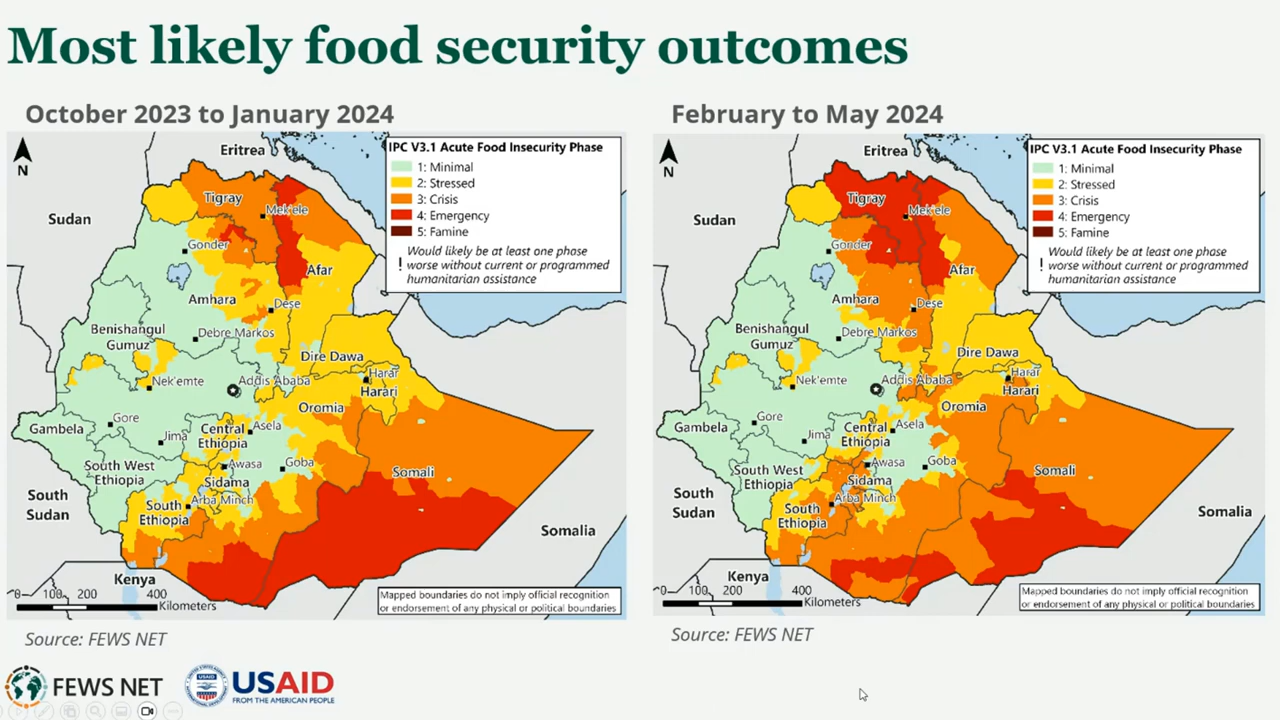 Most likely food security outcomes
October 2023 to January 2024
N
Eritrea
IPC V3.1 Acute Food Insecurity Phase
1: Minimal
2: Stressed
3: Crisis
4: Emergency
5: Famine
! Would likely be at least one phase
worse without current or programmed
humanitarian assistance
Sudan
Tigray
Mek'ele
Gonder
Afar
Amhara
Dese
Benishangul
Gumuz
Debre Markos
Dire Dawa
Nek'emte
Addis Ababa
Harar
Harari
Oromia
Gambela
Gore
Jima
Central
Ethiopia
Asela
South West
Ethiopia
Awasa
Goba
Somali
Sidama
Arba Minch
South
Sudan
South
Ethiopia
Somalia
Kenya
0 100 200 400
Kilometers
Mapped boundaries do not imply official recognition
or endorsement of any physical or political boundaries
Source: FEWS NET
February to May 2024
N
Eritrea
IPC V3.1 Acute Food Insecurity Phase
1: Minimal
2: Stressed
3: Crisis
4: Emergency
5: Famine
! Would likely be at least one phase
worse without current or programmed
humanitarian assistance
Sudan
Tigray
Mek'ele
Gonder
Afar
Amhara
Dese
Benishangul
Gumuz
Debre Markos
Dire Dawa
Nek'emte
Addis Ababa
Harar
Harari
Oromia
Gambela
Gore
Jima
Central
Ethiopia
Asela
South West
Ethiopia
Awasa
Goba
Somali
Sidama
Arba Minch
South
Sudan
South
Ethiopia
Somalia
Kenya
0 100 200 400
Kilometers
Mapped boundaries do not imply official recognition
or endorsement of any physical or political boundaries
Source: FEWS NET
FEWS NET
USAID
FROM THE AMERICAN PEOPLE